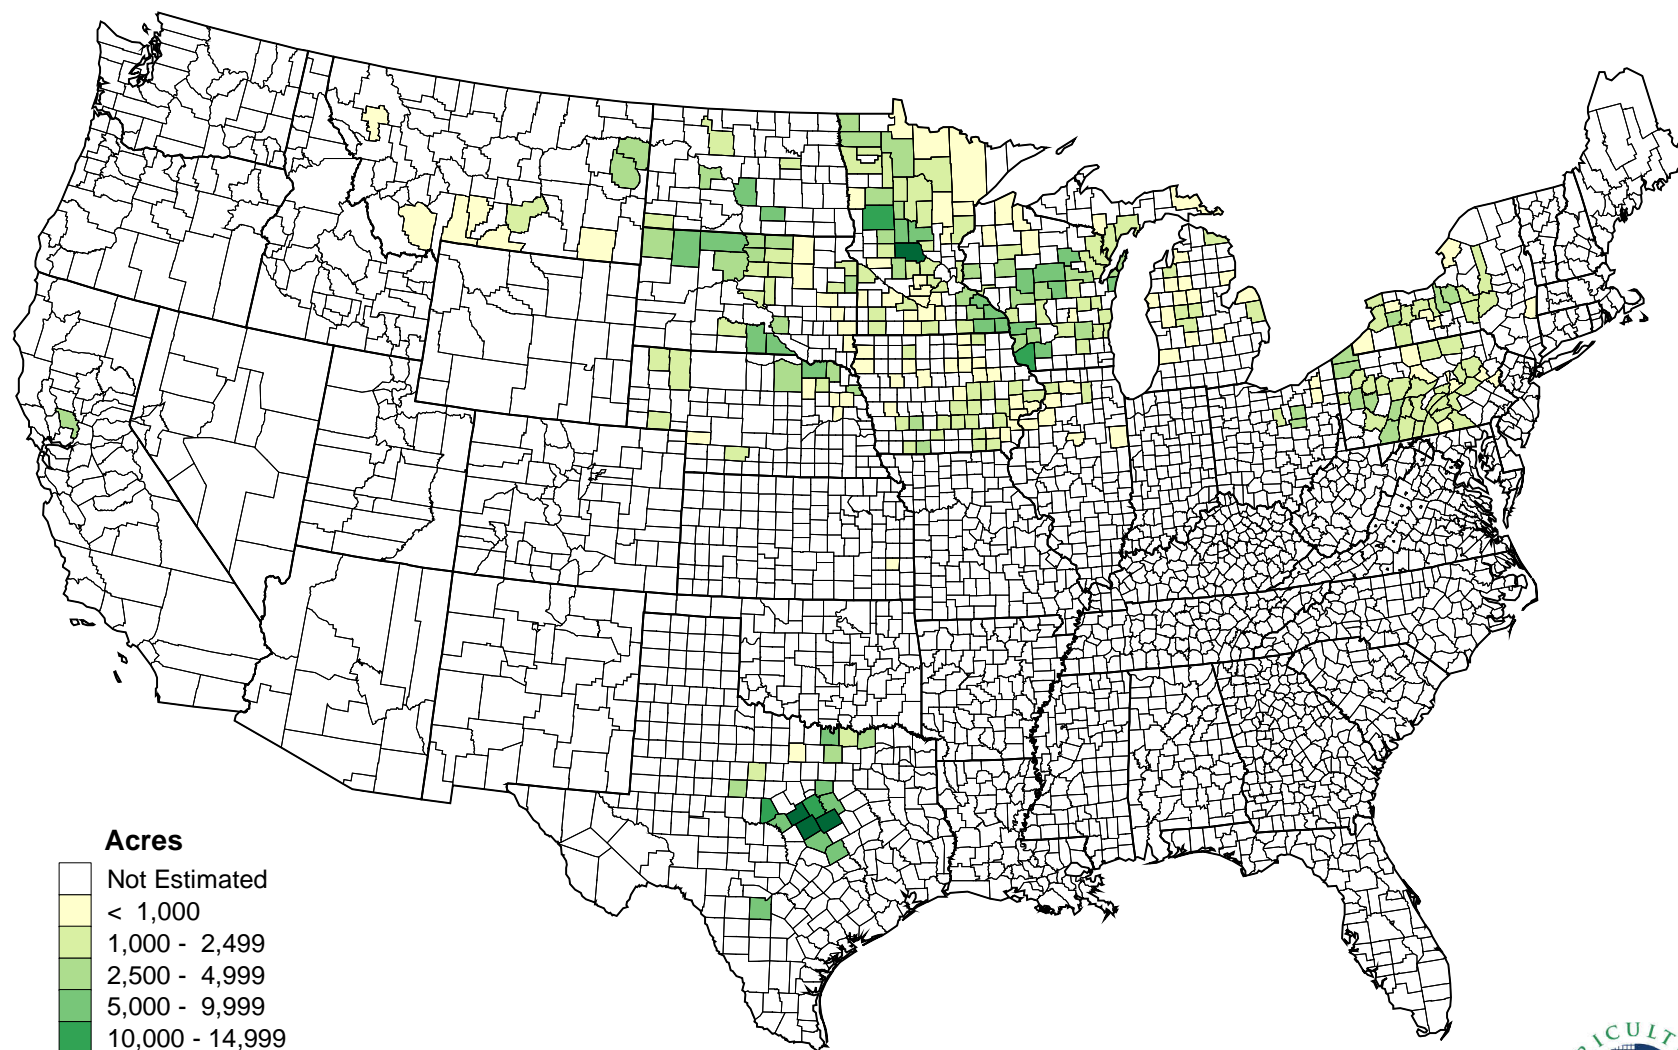 Acres
Not Estimated
< 1,000
1,000 - 2,499
2,500 - 4,999
5,000 - 9,999
10,000 - 14,999
RICULT